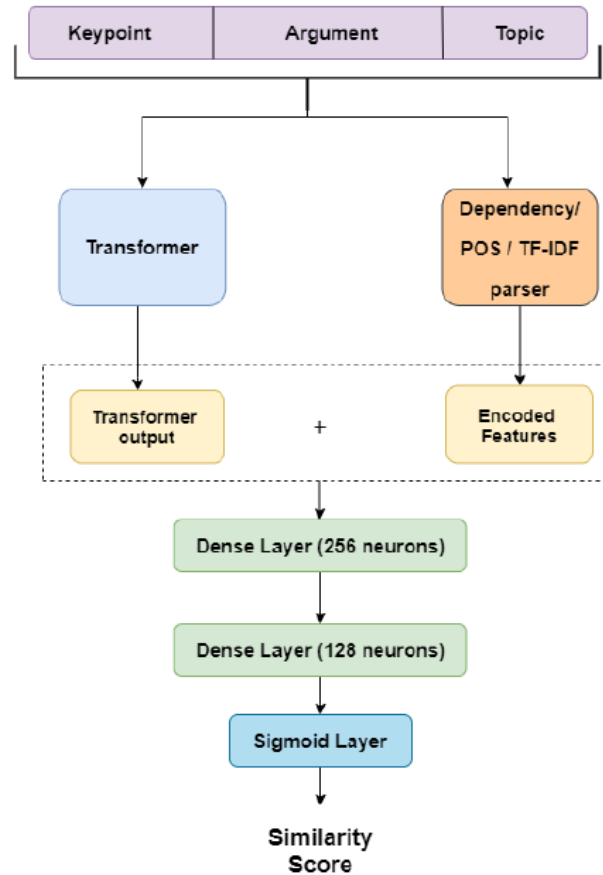 Keypoint Argument Topic
Transformer
Dependency/
POS / TF-IDF
parser
Transformer
output
+
Encoded
Features
Dense Layer (256 neurons)
Dense Layer (128 neurons)
Sigmoid Layer
Similarity
Score